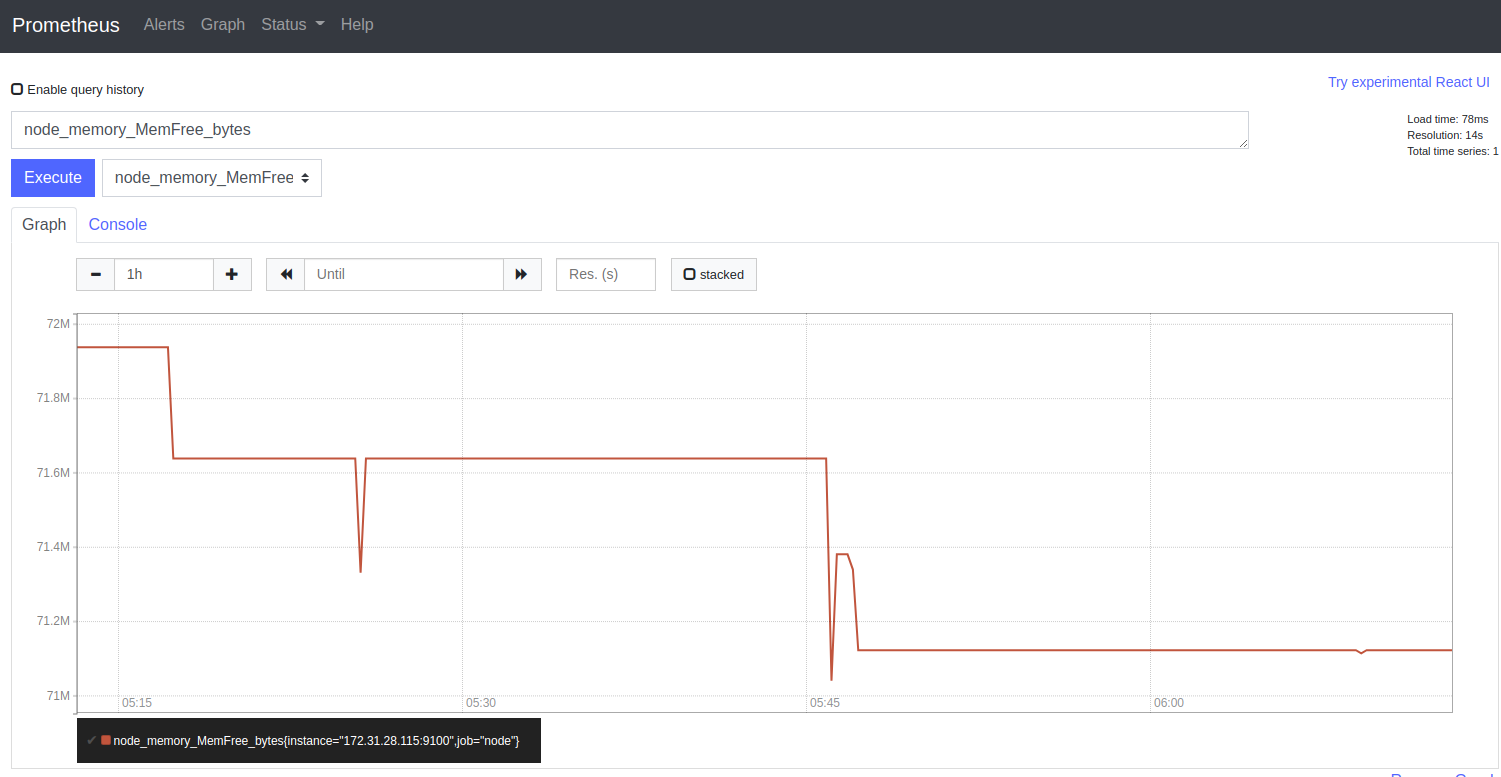 Prometheus Alerts Graph Status Help
Try experimental React UI
Enable query history
node_memory_MemFree_bytes
Load time: 78ms
Resolution: 14s
Total time series: 1
Execute node_memory_MemFree
Graph Console
1h Until Res. (s) stacked
72M
71.8M
71.6M
71.4M
71.2M
71M
05:15 05:30 05:45 06:00
node_memory_MemFree_bytes{instance="172.31.28.115:9100",job="node"}